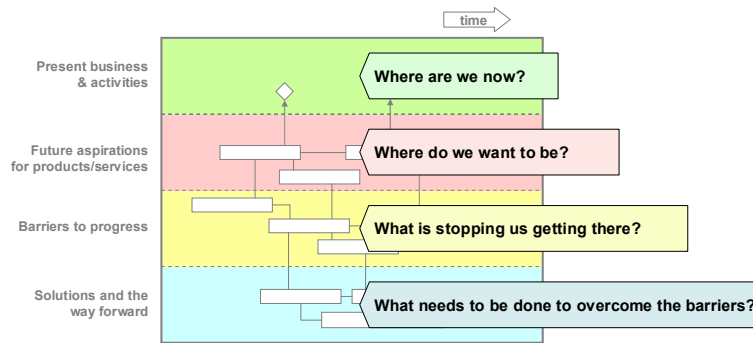 time
Present business
& activities
Where are we now?
Future aspirations
for products/services
Where do we want to be?
Barriers to progress
What is stopping us getting there?
Solutions and the
way forward
What needs to be done to overcome the barriers?